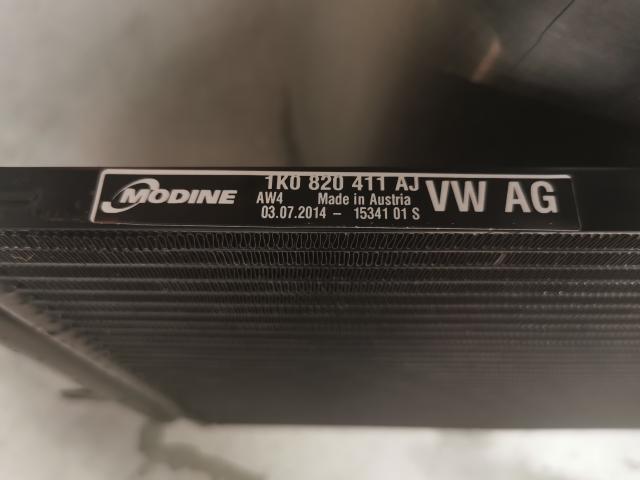 MODINE
1K0 820 411 AJ
AW4 Made in Austria
03.07.2014 - 15341 01 S
VW AG